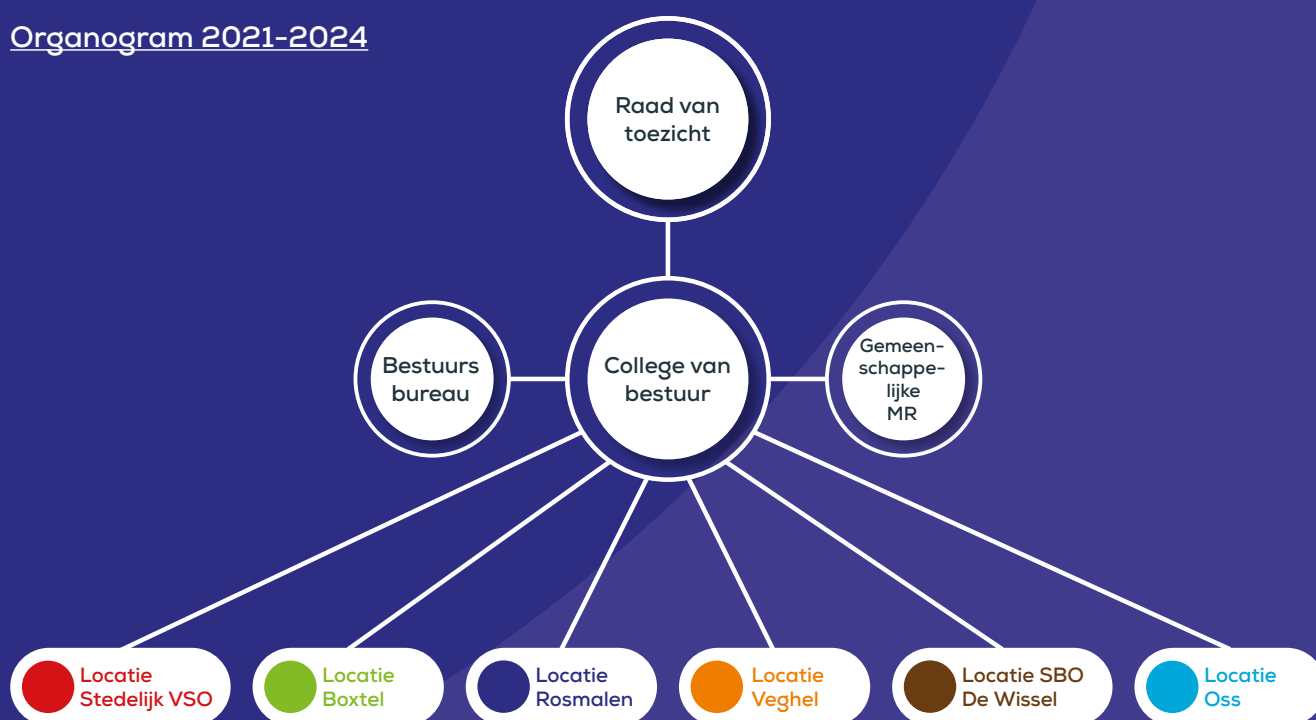 Organogram 2021-2024
Raad van
toezicht
Bestuurs
bureau
College van
bestuur
Gemeen-
schappe-
lijke
MR
Locatie
Stedelijk VSO
Locatie
Boxtel
Locatie
Rosmalen
Locatie
Veghel
Locatie SBO
De Wissel
Locatie
Oss